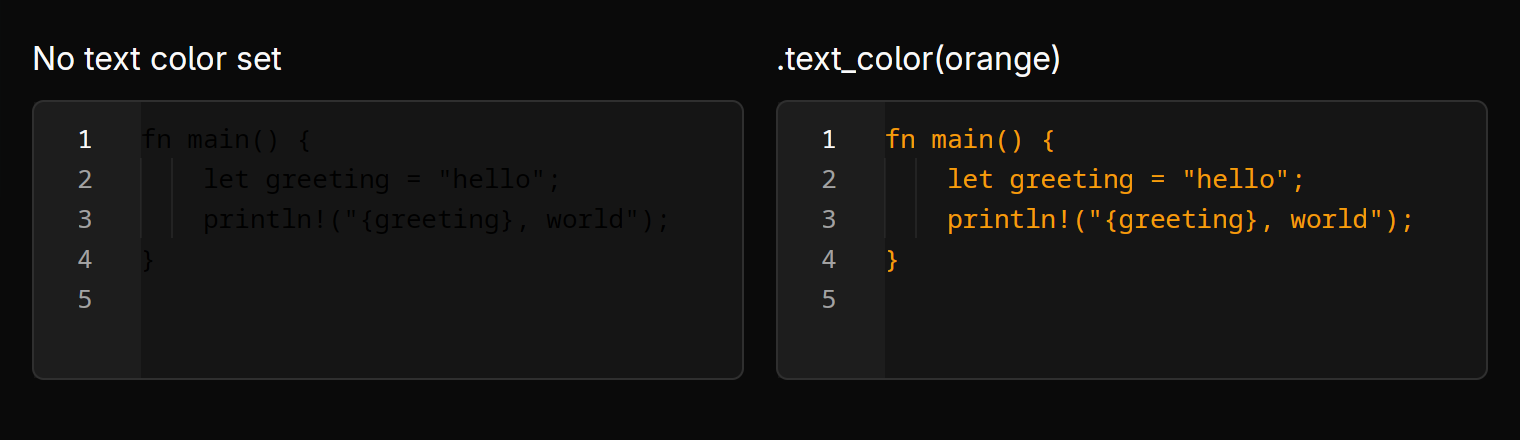 No text color set
1 fn main() {
2     let greeting = "hello";
3     println!("{greeting}, world");
4 }
5
.text_color(orange)
1 fn main() {
2     let greeting = "hello";
3     println!("{greeting}, world");
4 }
5